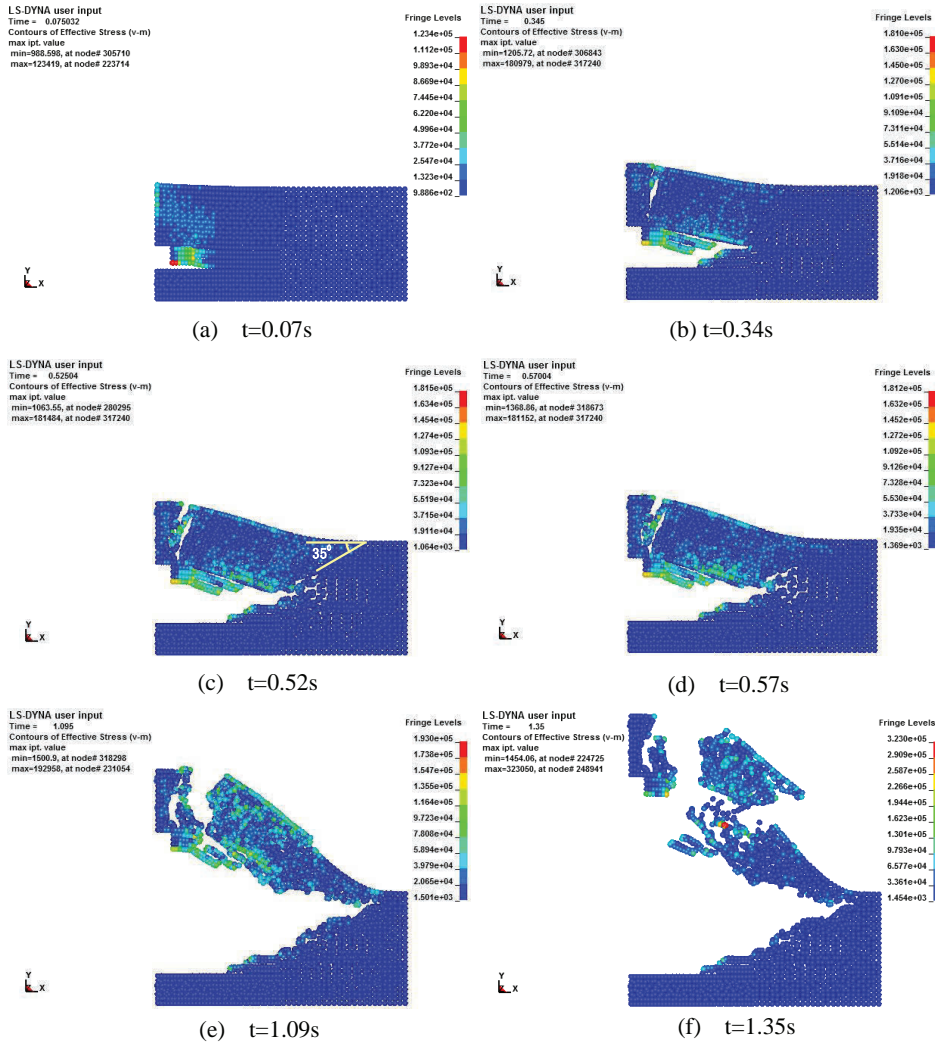 LS-DYNA user input
Time = 0.075032
Contours of Effective Stress (v-m)
max ipt. value
min=988.598, at node# 305710
max=123419, at node# 223714
Fringe Levels
1.234e+05
1.112e+05
9.893e+04
8.669e+04
7.445e+04
6.220e+04
4.996e+04
3.772e+04
2.547e+04
1.323e+04
9.886e+02
Y
X
(a) t=0.07s
LS-DYNA user input
Time = 0.345
Contours of Effective Stress (v-m)
max ipt. value
min=1205.72, at node# 306843
max=180979, at node# 317240
Fringe Levels
1.810e+05
1.630e+05
1.450e+05
1.270e+05
1.091e+05
9.109e+04
7.311e+04
5.514e+04
3.716e+04
1.918e+04
1.206e+03
Y
X
(b) t=0.34s
LS-DYNA user input
Time = 0.52504
Contours of Effective Stress (v-m)
max ipt. value
min=1063.55, at node# 280295
max=181484, at node# 317240
Fringe Levels
1.815e+05
1.634e+05
1.454e+05
1.274e+05
1.093e+05
9.127e+04
7.323e+04
5.519e+04
3.715e+04
1.911e+04
1.064e+03
35°
Y
X
(c) t=0.52s
LS-DYNA user input
Time = 0.57004
Contours of Effective Stress (v-m)
max ipt. value
min=1368.86, at node# 318673
max=181152, at node# 317240
Fringe Levels
1.812e+05
1.632e+05
1.452e+05
1.272e+05
1.092e+05
9.126e+04
7.328e+04
5.530e+04
3.733e+04
1.935e+04
1.369e+03
Y
X
(d) t=0.57s
LS-DYNA user input
Time = 1.095
Contours of Effective Stress (v-m)
max ipt. value
min=1500.9, at node# 318298
max=192958, at node# 231054
Fringe Levels
1.930e+05
1.738e+05
1.547e+05
1.355e+05
1.164e+05
9.723e+04
7.808e+04
5.894e+04
3.979e+04
2.065e+04
1.501e+03
Y
X
(e) t=1.09s
LS-DYNA user input
Time = 1.35
Contours of Effective Stress (v-m)
max ipt. value
min=1454.06, at node# 224725
max=323050, at node# 248941
Fringe Levels
3.230e+05
2.909e+05
2.587e+05
2.266e+05
1.944e+05
1.623e+05
1.301e+05
9.793e+04
6.577e+04
3.361e+04
1.454e+03
Y
X
(f) t=1.35s